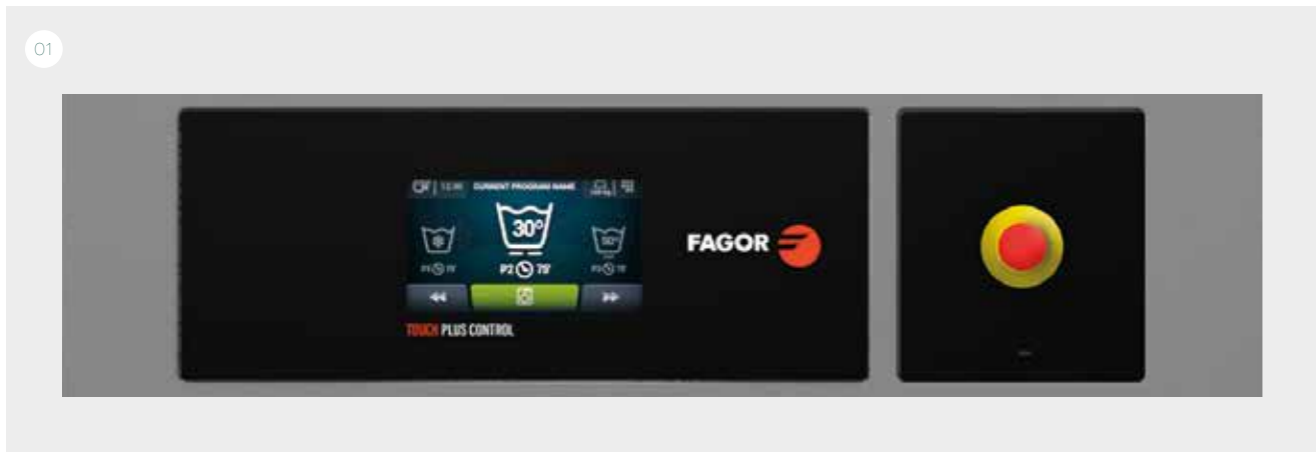 01
CURRENT PROGRAM NAME
30°
50°
P2 75'
FAGOR
TOUCH PLUS CONTROL